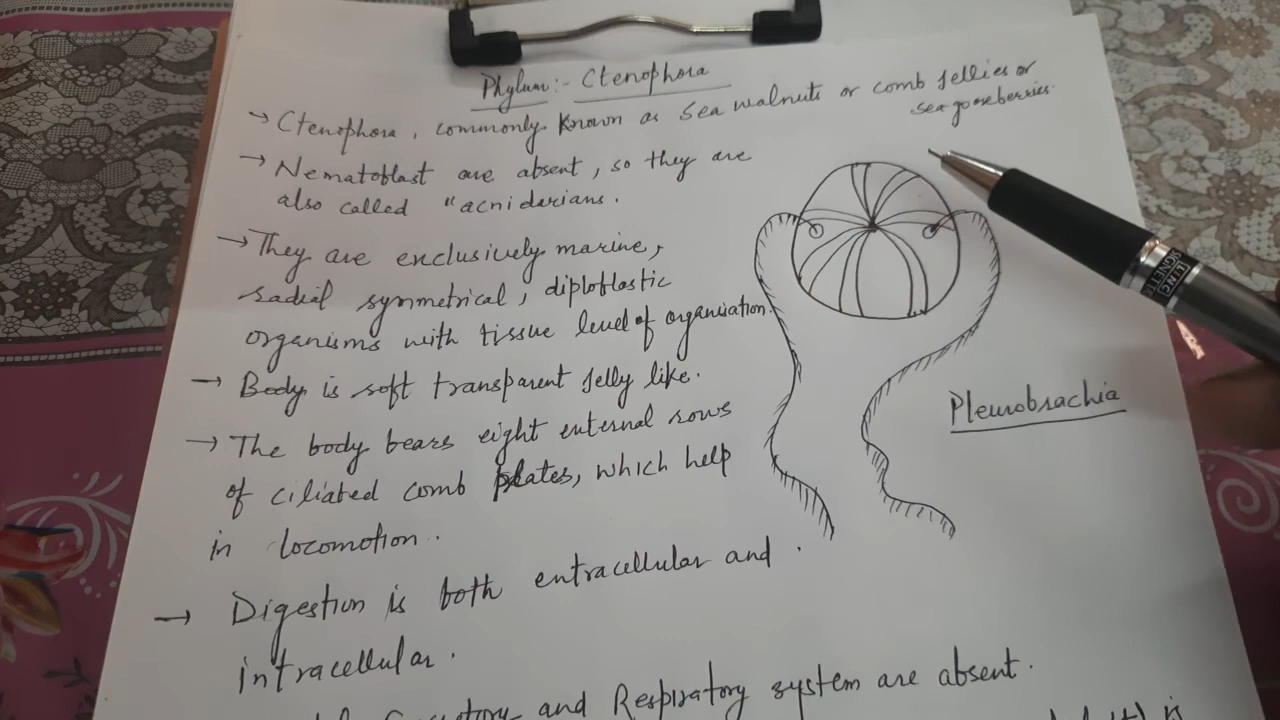 Phylum:- Ctenophora
→ Ctenophora, commonly known as Sea walnuts or comb jellies or
sea gooseberries.
→ Nematoblast are absent, so they are
also called "acnidarians.
→ They are exclusively marine,
radial symmetrical, diploblastic
organisms with tissue level of organisation.
→ Body is soft transparent jelly like.
→ The body bears eight external rows
of ciliated comb plates, which help
in locomotion.
Pleurobrachia
→ Digestion is both extracellular and
intracellular.
and Respiratory system are absent.
LINC
SIGNETTE